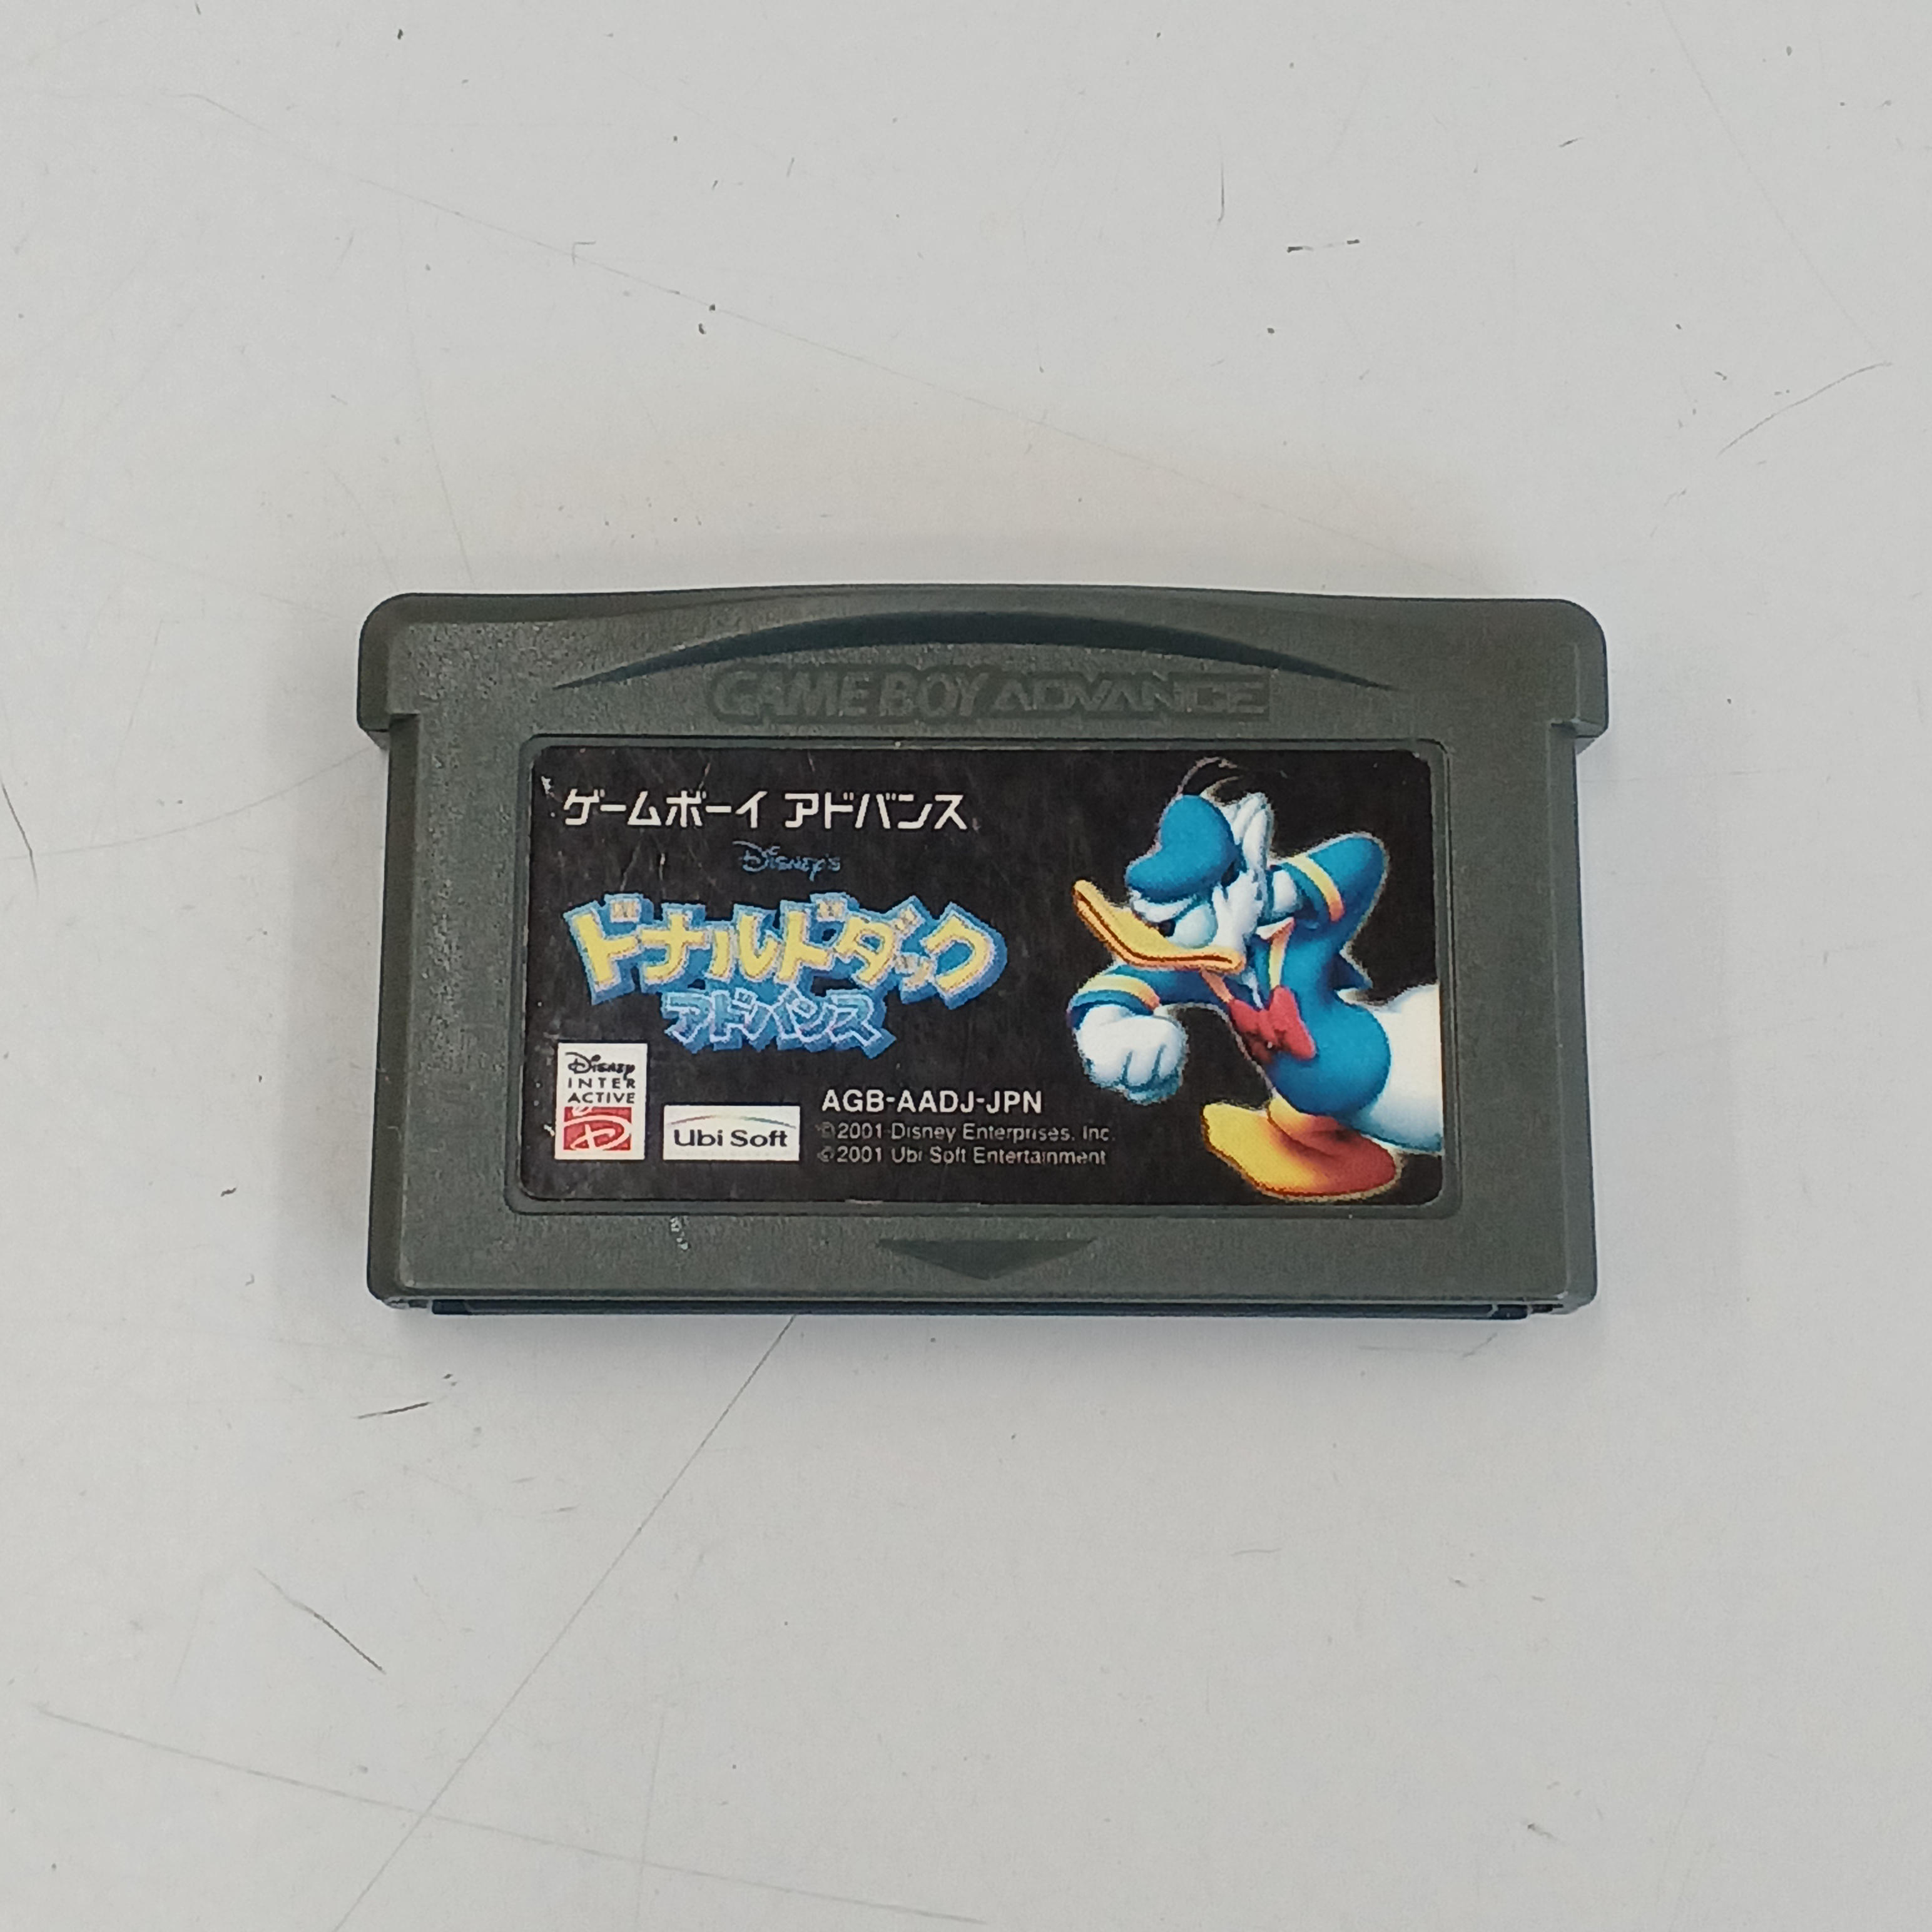 GAME BOY ADVANCE
ゲームボーイ アドバンス
Disney's
ドナルドダック
アドバンス
Disney
INTER
ACTIVE
Ubi Soft
AGB-AADJ-JPN
©2001 Disney Enterprises, Inc.
©2001 Ubi Soft Entertainment